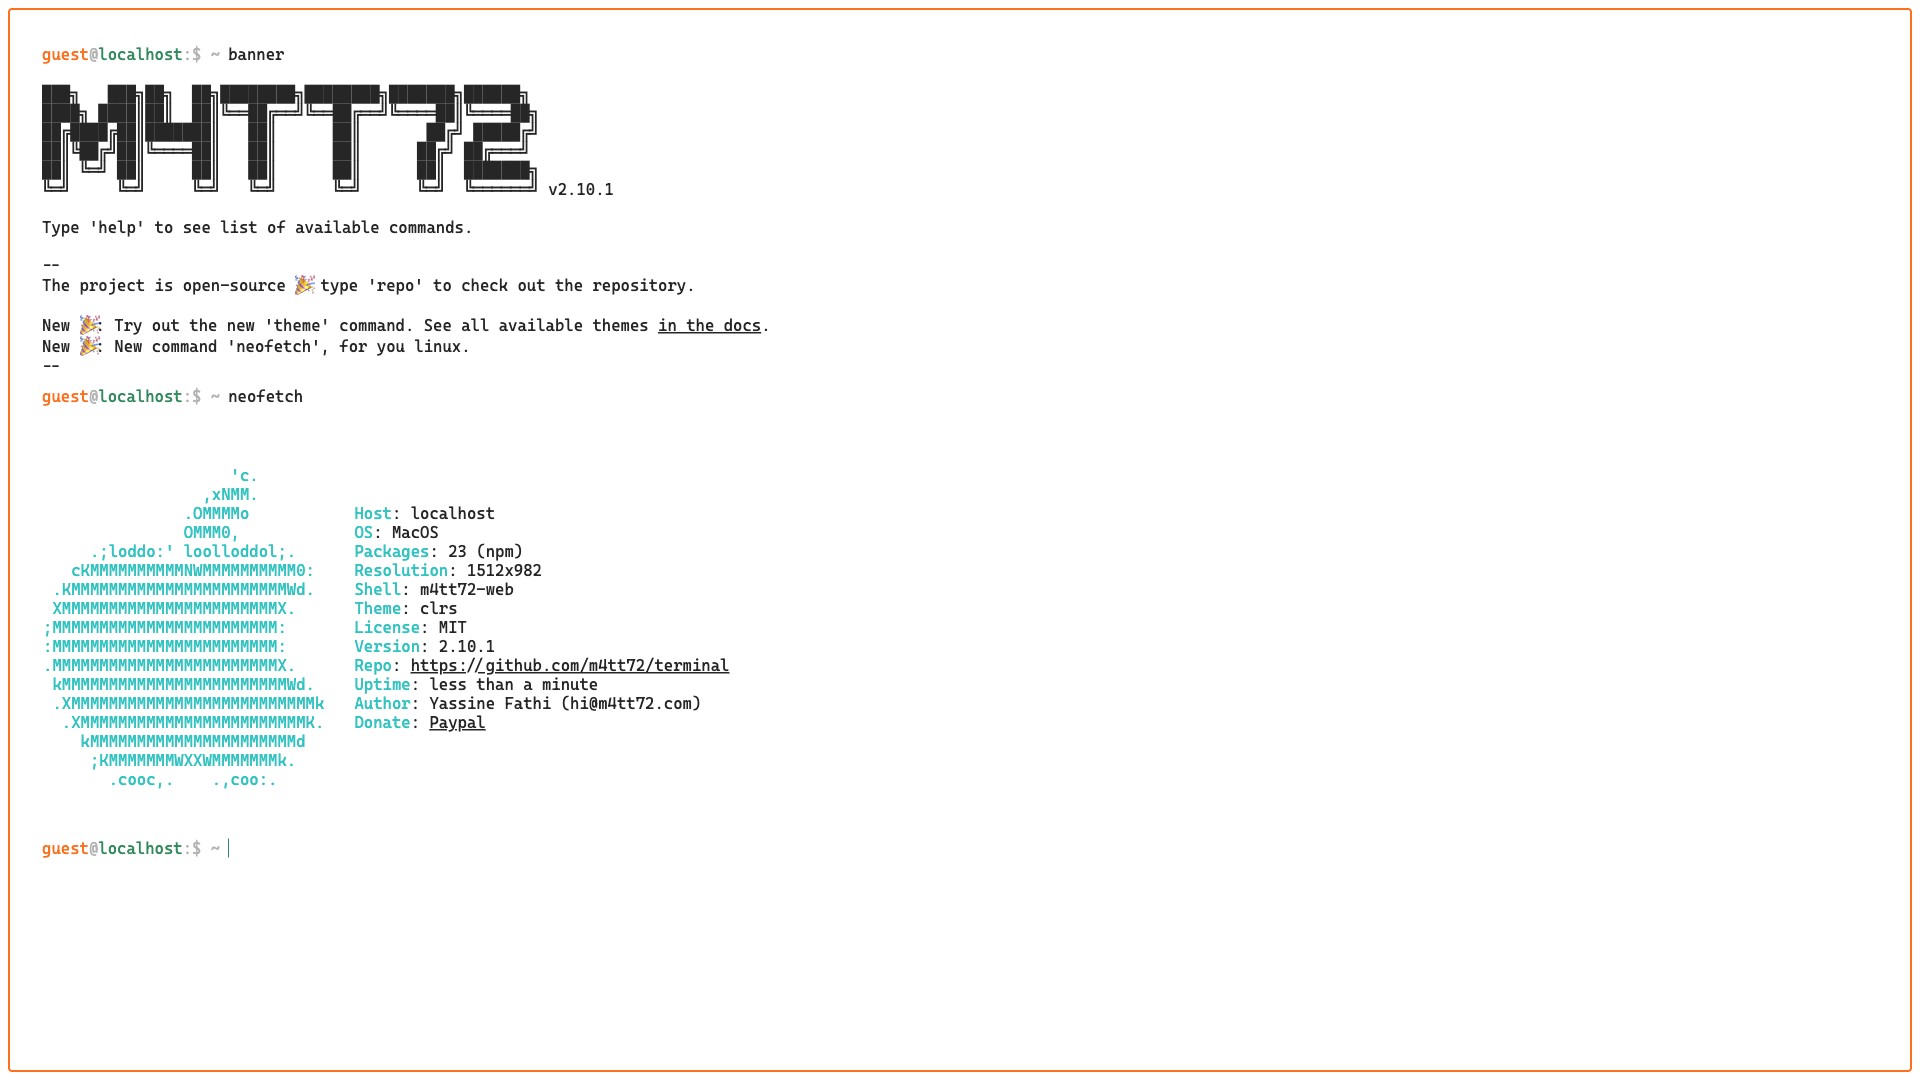 guest@localhost:$ ~ banner
M4TT72 v2.10.1
Type 'help' to see list of available commands.
--
The project is open-source 🎉 type 'repo' to check out the repository.
New 🎉: Try out the new 'theme' command. See all available themes in the docs.
New 🎉: New command 'neofetch', for you linux.
--
guest@localhost:$ ~ neofetch
'c.
,xNMM.
.OMMMMo Host: localhost
OMMM0, OS: MacOS
.;loddo:' loolloddol;. Packages: 23 (npm)
cKMMMMMMMMMMNWMMMMMMMMMM0: Resolution: 1512x982
.KMMMMMMMMMMMMMMMMMMMMMMMWd. Shell: m4tt72-web
XMMMMMMMMMMMMMMMMMMMMMMMX. Theme: clrs
;MMMMMMMMMMMMMMMMMMMMMMMM: License: MIT
:MMMMMMMMMMMMMMMMMMMMMMMM: Version: 2.10.1
.MMMMMMMMMMMMMMMMMMMMMMMMX. Repo: https://github.com/m4tt72/terminal
kMMMMMMMMMMMMMMMMMMMMMMMMWd. Uptime: less than a minute
.XMMMMMMMMMMMMMMMMMMMMMMMMMMk Author: Yassine Fathi (hi@m4tt72.com)
.XMMMMMMMMMMMMMMMMMMMMMMMMK. Donate: Paypal
kMMMMMMMMMMMMMMMMMMMMMMd
;KMMMMMMMWXXWMMMMMMMk.
.cooc,. .,coo:.
guest@localhost:$ ~